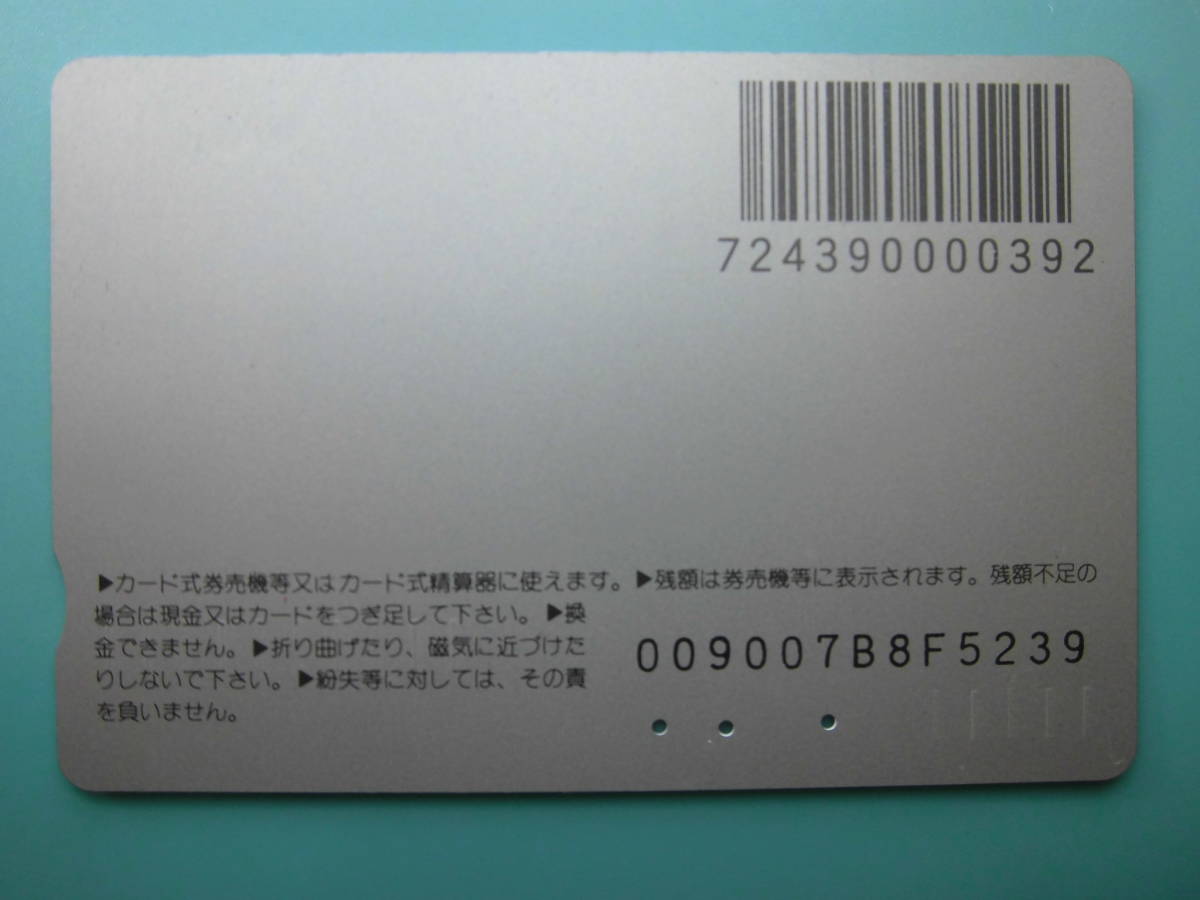 724390000392
▶カード式券売機等又はカード式精算器に使えます。▶残額は券売機等に表示されます。残額不足の
場合は現金又はカードをつぎ足して下さい。▶換
金できません。▶折り曲げたり、磁気に近づけた
りしないで下さい。▶紛失等に対しては、その責
を負いません。
009007B8F5239